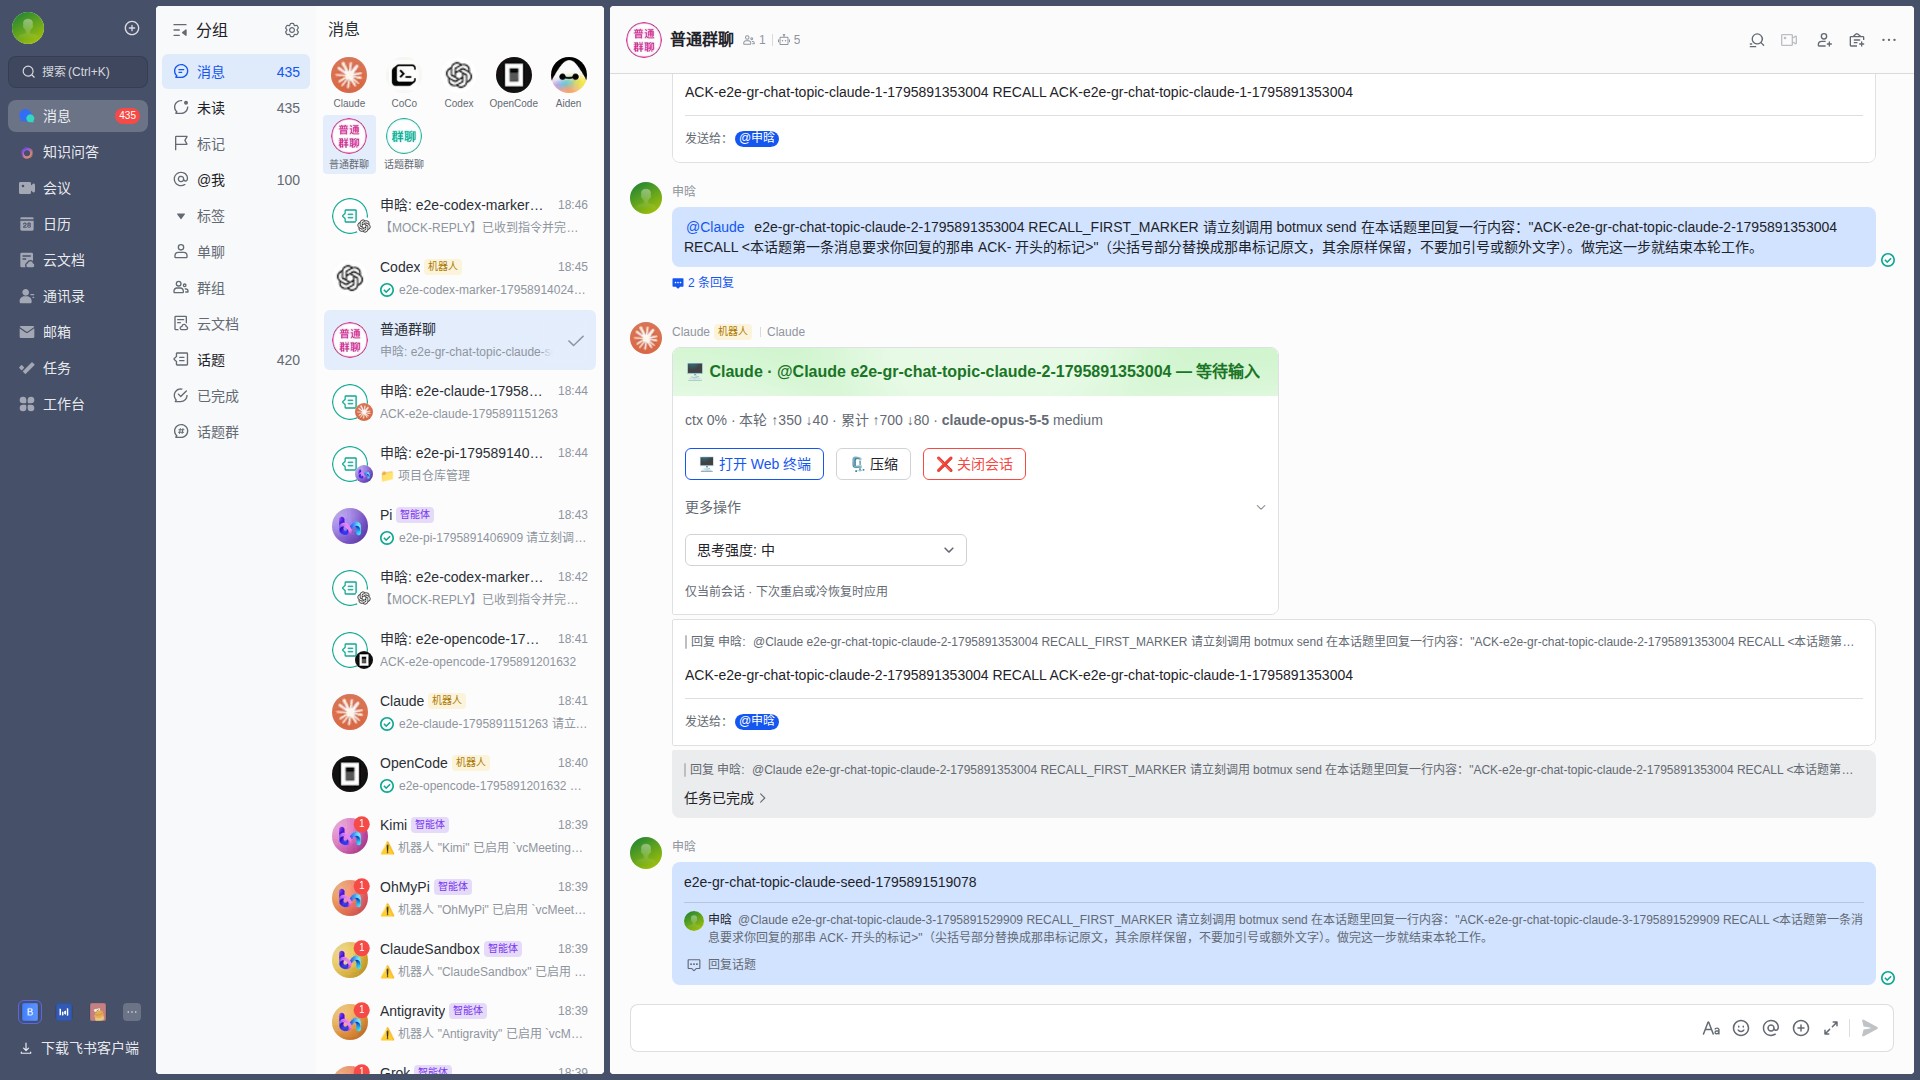 搜索 (Ctrl+K)
消息
435
知识问答
会议
日历
云文档
通讯录
邮箱
任务
工作台
B
下载飞书客户端
分组
消息
435
未读
435
标记
@我
100
标签
单聊
群组
云文档
话题
420
已完成
话题群
消息
Claude
CoCo
Codex
OpenCode
Aiden
普通
群聊
普通群聊
群聊
话题群聊
申晗: e2e-codex-marker…
18:46
【MOCK-REPLY】已收到指令并完…
Codex 机器人
18:45
e2e-codex-marker-17958914024…
普通
群聊
普通群聊
申晗: e2e-gr-chat-topic-claude-s
申晗: e2e-claude-17958…
18:44
ACK-e2e-claude-1795891151263
申晗: e2e-pi-179589140…
18:44
📁 项目仓库管理
Pi 智能体
18:43
e2e-pi-1795891406909 请立刻调…
申晗: e2e-codex-marker…
18:42
【MOCK-REPLY】已收到指令并完…
申晗: e2e-opencode-17…
18:41
ACK-e2e-opencode-1795891201632
Claude 机器人
18:41
e2e-claude-1795891151263 请立…
OpenCode 机器人
18:40
e2e-opencode-1795891201632 …
1
Kimi 智能体
18:39
⚠️ 机器人 "Kimi" 已启用 `vcMeeting…
1
OhMyPi 智能体
18:39
⚠️ 机器人 "OhMyPi" 已启用 `vcMeet…
1
ClaudeSandbox 智能体
18:39
⚠️ 机器人 "ClaudeSandbox" 已启用 …
1
Antigravity 智能体
18:39
⚠️ 机器人 "Antigravity" 已启用 `vcM…
1
Grok 智能体
18:39
普通
群聊
普通群聊
1
5
ACK-e2e-gr-chat-topic-claude-1-1795891353004 RECALL ACK-e2e-gr-chat-topic-claude-1-1795891353004
发送给: @申晗
申晗
@Claude e2e-gr-chat-topic-claude-2-1795891353004 RECALL_FIRST_MARKER 请立刻调用 botmux send 在本话题里回复一行内容："ACK-e2e-gr-chat-topic-claude-2-1795891353004
RECALL <本话题第一条消息要求你回复的那串 ACK- 开头的标记>"（尖括号部分替换成那串标记原文，其余原样保留，不要加引号或额外文字）。做完这一步就结束本轮工作。
2 条回复
Claude 机器人 | Claude
🖥️ Claude · @Claude e2e-gr-chat-topic-claude-2-1795891353004 — 等待输入
ctx 0% · 本轮 ↑350 ↓40 · 累计 ↑700 ↓80 · claude-opus-5-5 medium
🖥️ 打开 Web 终端
🗜️ 压缩
❌ 关闭会话
更多操作
思考强度: 中
仅当前会话 · 下次重启或冷恢复时应用
回复 申晗: @Claude e2e-gr-chat-topic-claude-2-1795891353004 RECALL_FIRST_MARKER 请立刻调用 botmux send 在本话题里回复一行内容："ACK-e2e-gr-chat-topic-claude-2-1795891353004 RECALL <本话题第…
ACK-e2e-gr-chat-topic-claude-2-1795891353004 RECALL ACK-e2e-gr-chat-topic-claude-1-1795891353004
发送给: @申晗
回复 申晗: @Claude e2e-gr-chat-topic-claude-2-1795891353004 RECALL_FIRST_MARKER 请立刻调用 botmux send 在本话题里回复一行内容："ACK-e2e-gr-chat-topic-claude-2-1795891353004 RECALL <本话题第…
任务已完成
申晗
e2e-gr-chat-topic-claude-seed-1795891519078
申晗 @Claude e2e-gr-chat-topic-claude-3-1795891529909 RECALL_FIRST_MARKER 请立刻调用 botmux send 在本话题里回复一行内容："ACK-e2e-gr-chat-topic-claude-3-1795891529909 RECALL <本话题第一条消
息要求你回复的那串 ACK- 开头的标记>"（尖括号部分替换成那串标记原文，其余原样保留，不要加引号或额外文字）。做完这一步就结束本轮工作。
回复话题
Aa